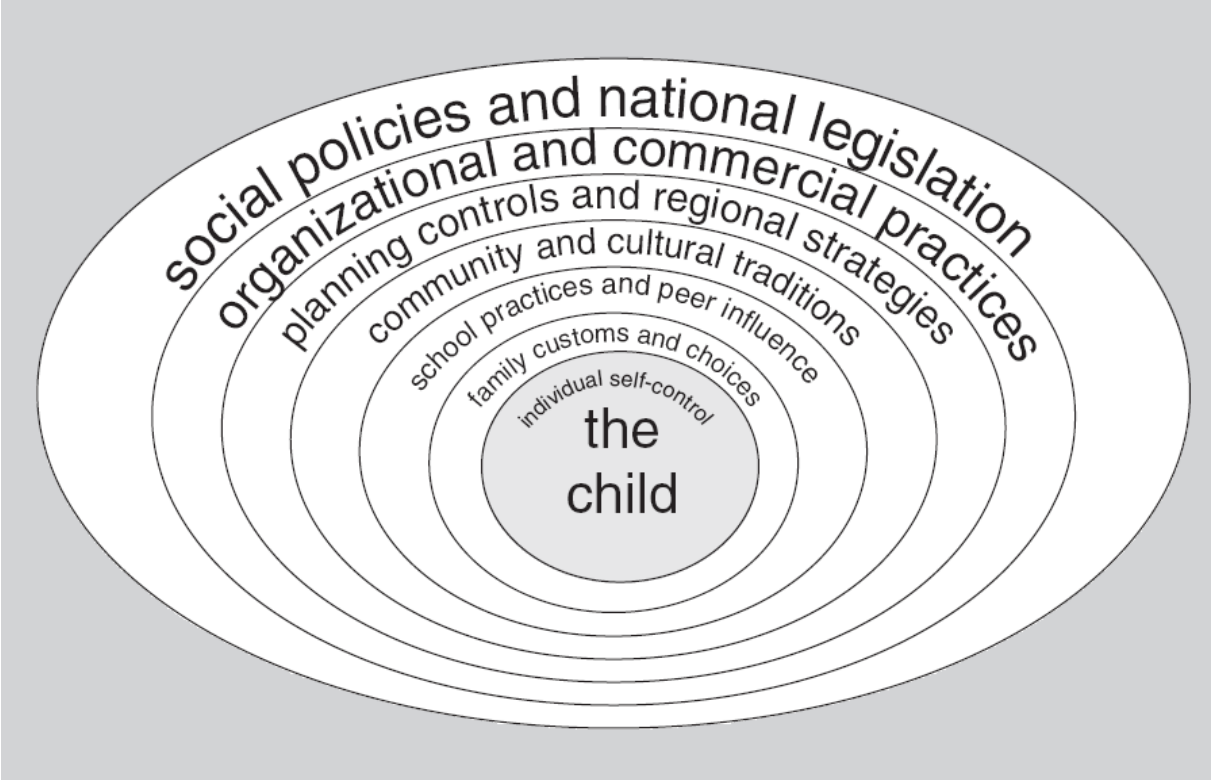 social policies and national legislation
organizational and commercial practices
planning controls and regional strategies
community and cultural traditions
school practices and peer influence
family customs and choices
individual self-control
the
child